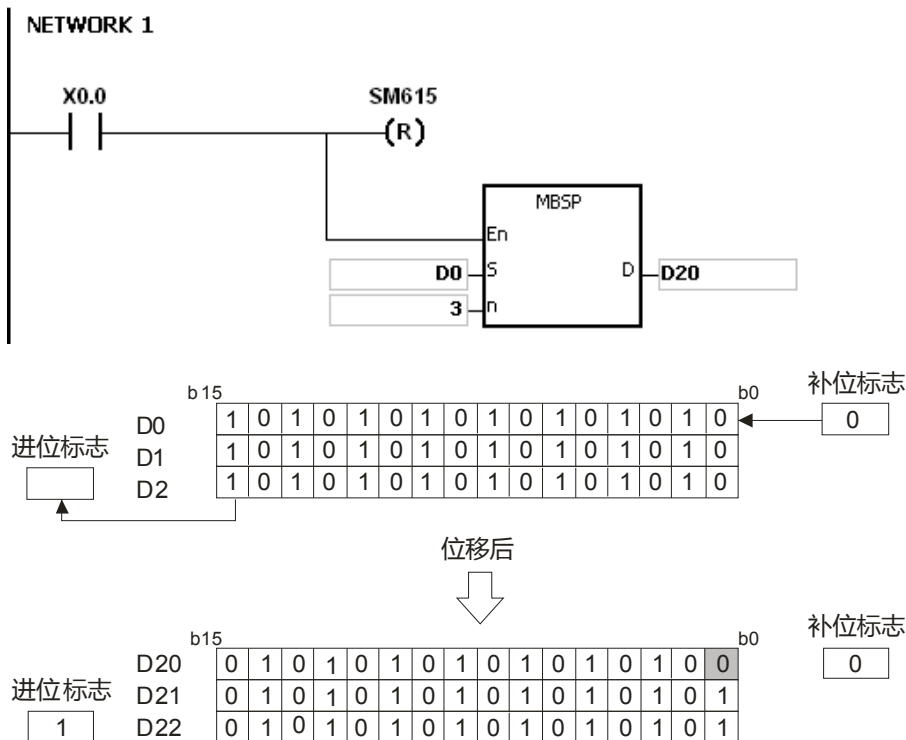 NETWORK 1
X0.0 SM615
(R)
MBSP
En
D0 S D D20
3 n
b15 b0 补位标志
D0 1 0 1 0 1 0 1 0 1 0 1 0 1 0 1 0 0
进位标志 D1 1 0 1 0 1 0 1 0 1 0 1 0 1 0 1 0
D2 1 0 1 0 1 0 1 0 1 0 1 0 1 0 1 0
位移后
b15 b0 补位标志
D20 0 1 0 1 0 1 0 1 0 1 0 1 0 1 0 0 0
进位标志 D21 0 1 0 1 0 1 0 1 0 1 0 1 0 1 0 1
1 D22 0 1 0 1 0 1 0 1 0 1 0 1 0 1 0 1